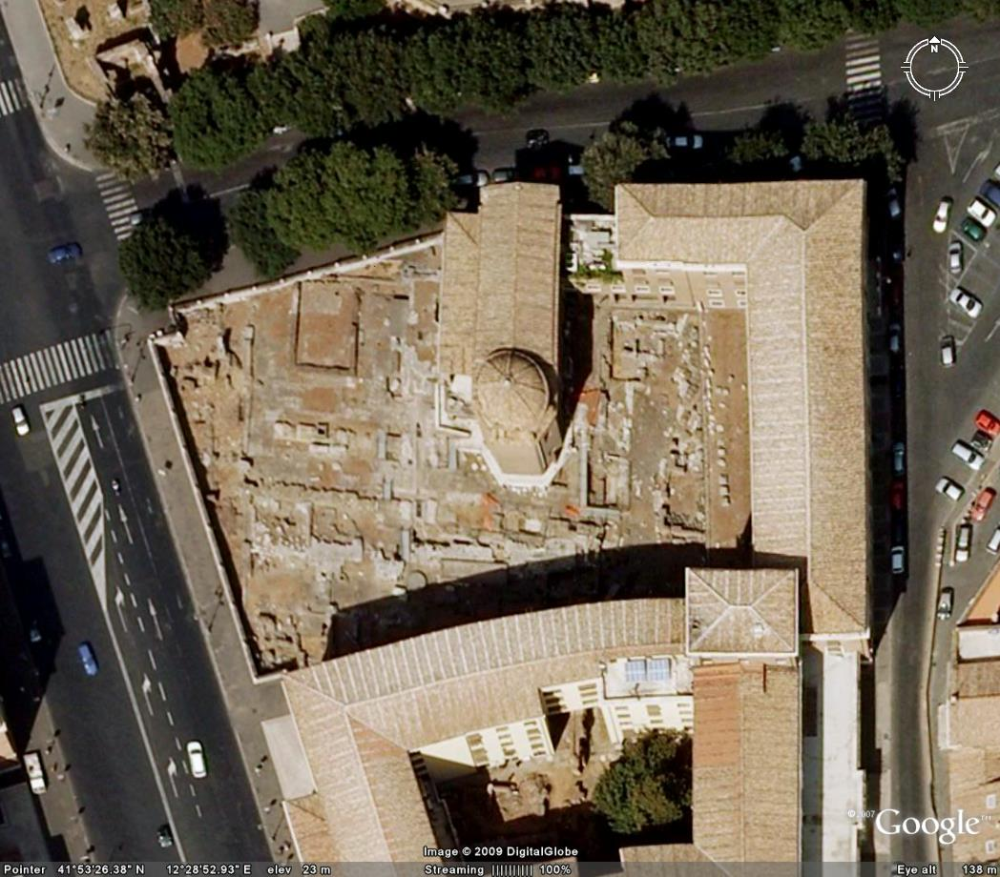 N
©2007 Google™
Image © 2009 DigitalGlobe
Pointer 41°53'26.38" N 12°28'52.93" E elev 23 m Streaming |||||||||| 100% Eye alt 138 m